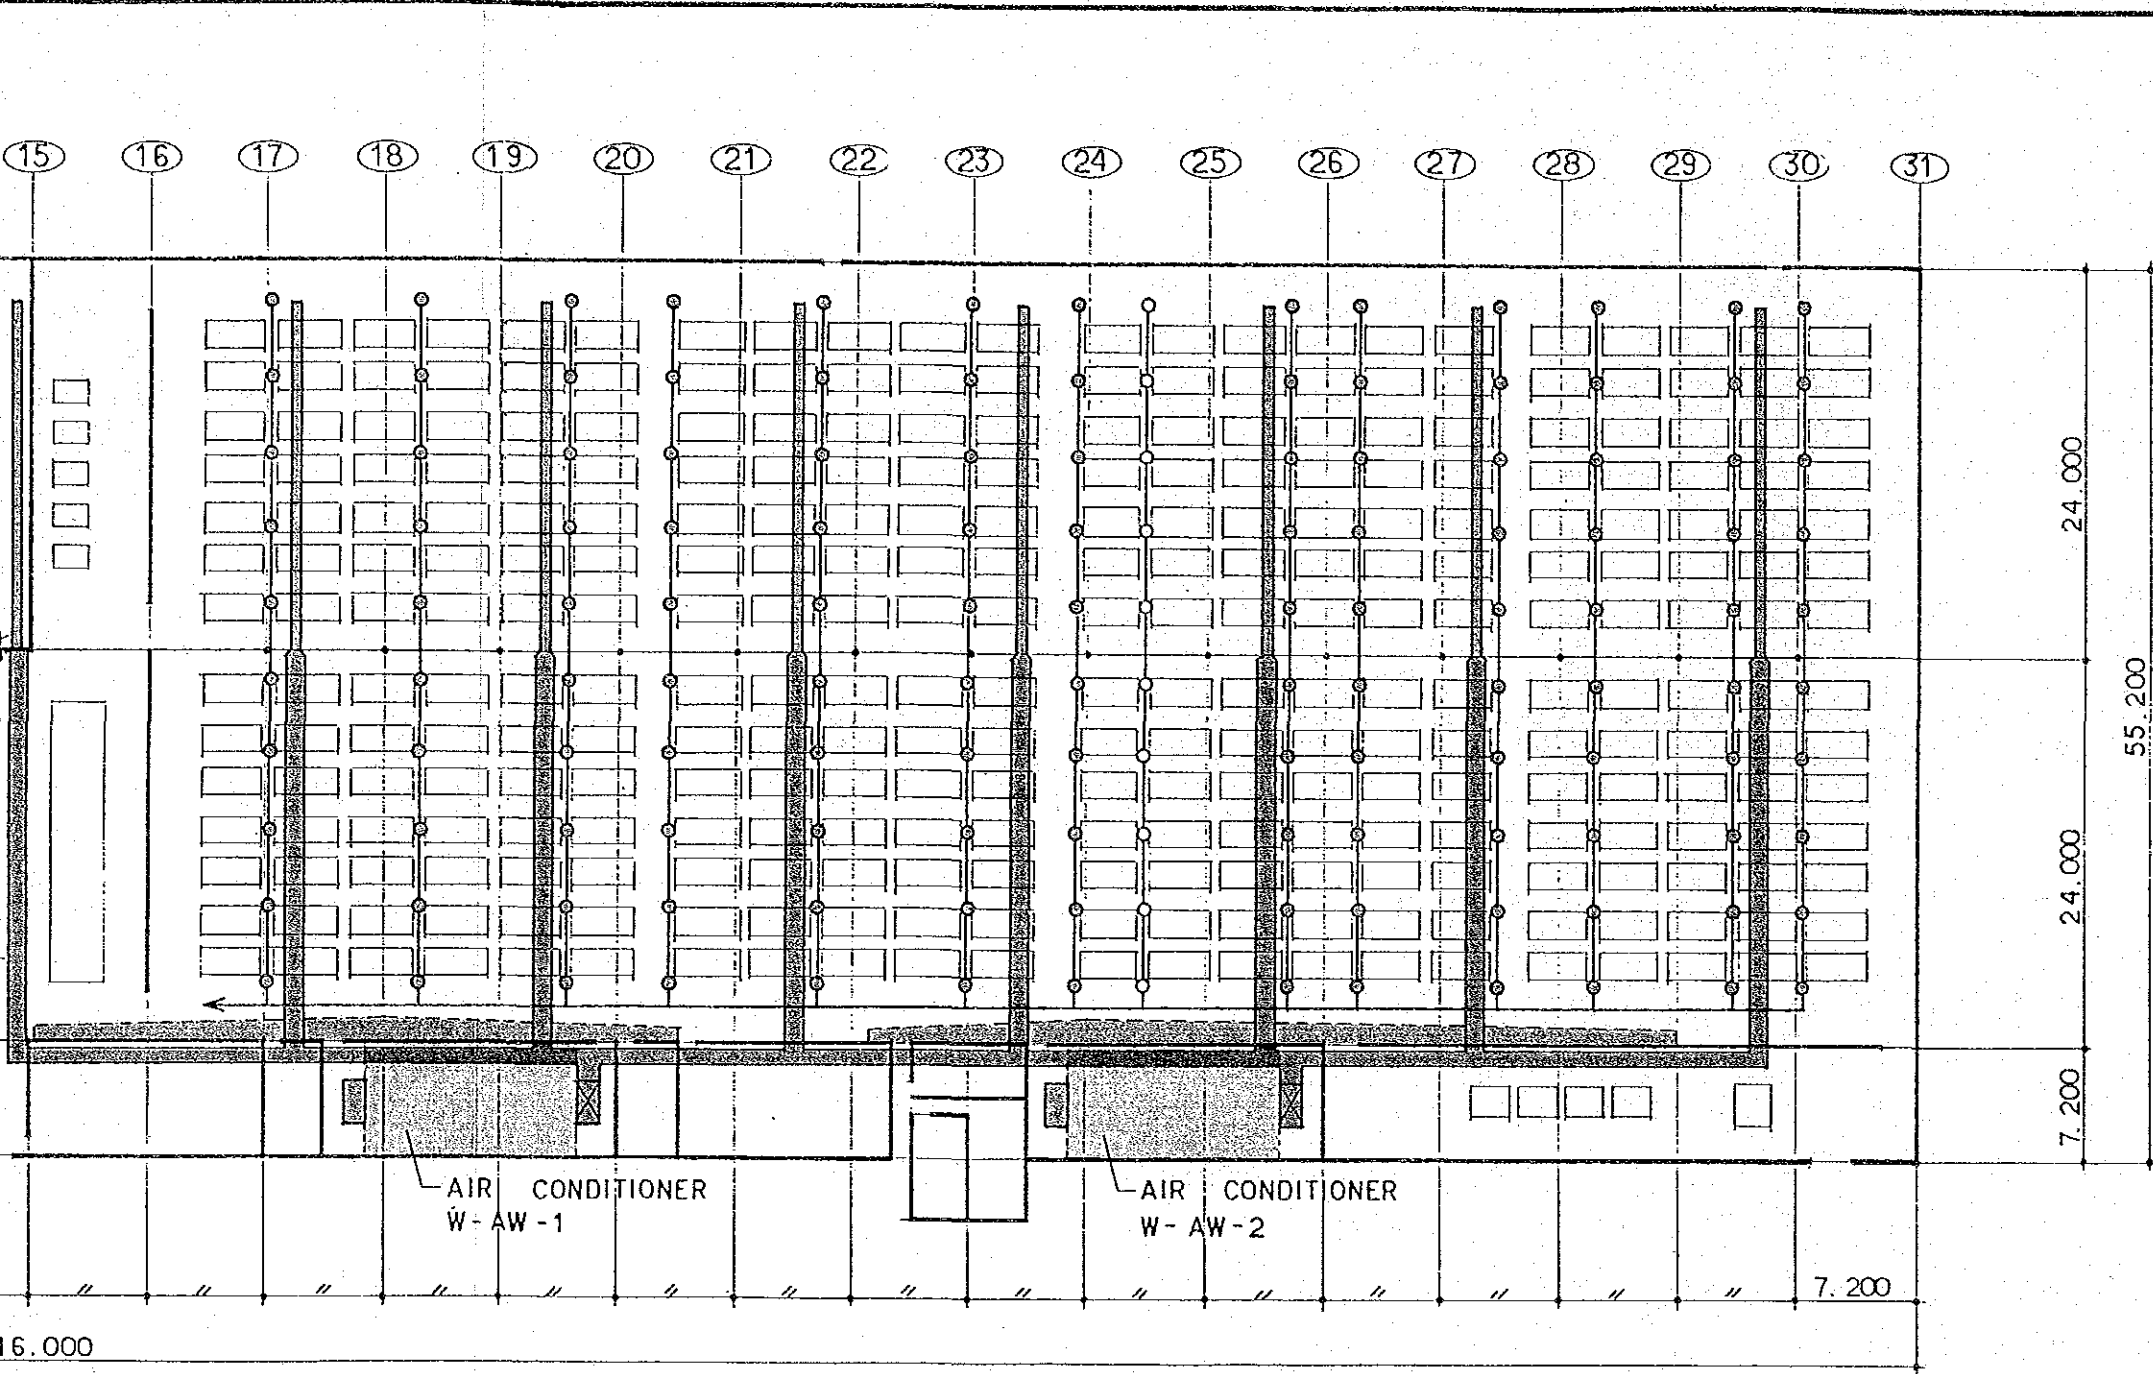 15 16 17 18 19 20 21 22 23 24 25 26 27 28 29 30 31
24.000
55.200
24.000
7.200
AIR CONDITIONER
W-AW-1
AIR CONDITIONER
W-AW-2
〃 〃 〃 〃 〃 〃 〃 〃 〃 〃 〃 〃 〃 〃 〃 7.200
16.000